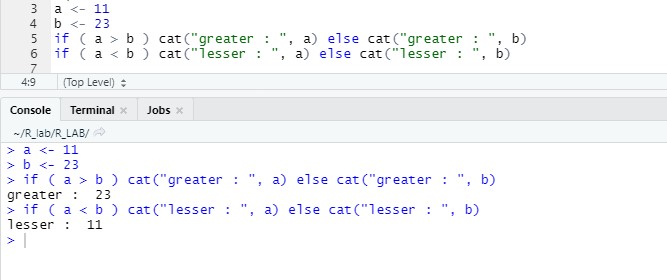 3 a <- 11
4 b <- 23
5 if ( a > b ) cat("greater : ", a) else cat("greater : ", b)
6 if ( a < b ) cat("lesser : ", a) else cat("lesser : ", b)
7
4:9 (Top Level)
Console Terminal Jobs
~/R_lab/R_LAB/
> a <- 11
> b <- 23
> if ( a > b ) cat("greater : ", a) else cat("greater : ", b)
greater :  23
> if ( a < b ) cat("lesser : ", a) else cat("lesser : ", b)
lesser :  11
>